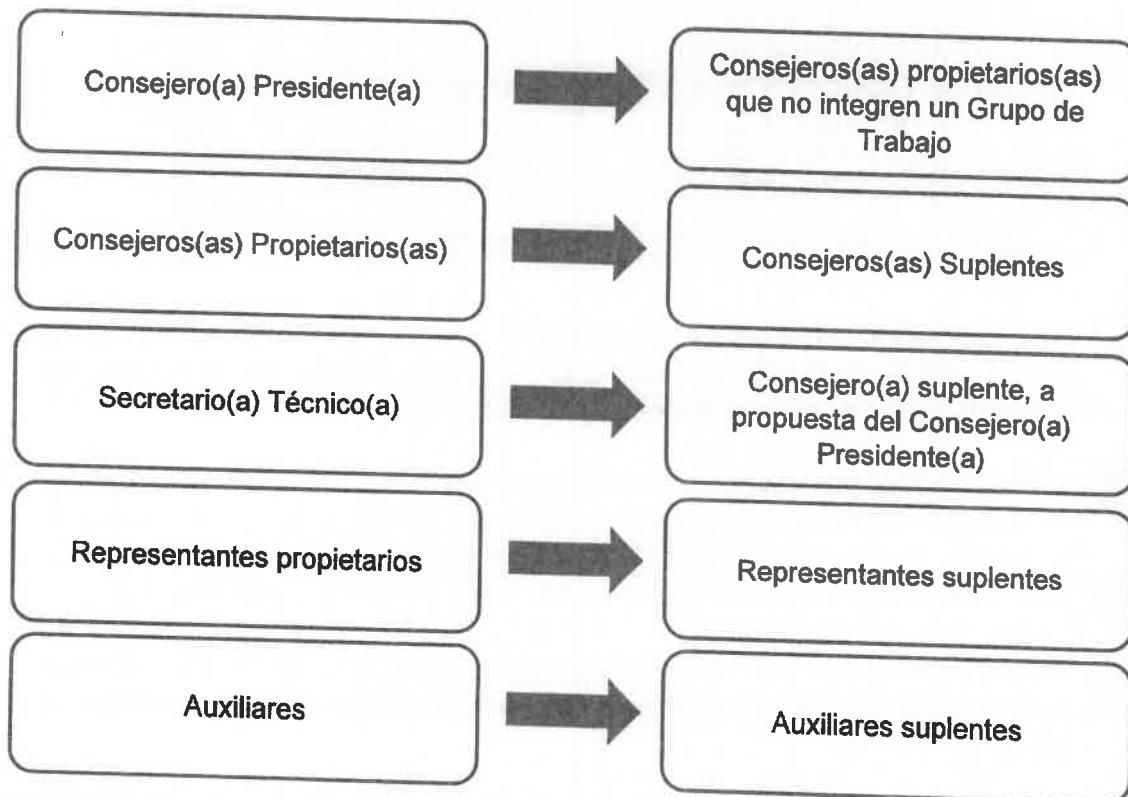 Consejero(a) Presidente(a)
Consejeros(as) propietarios(as)
que no integren un Grupo de
Trabajo
Consejeros(as) Propietarios(as)
Consejeros(as) Suplentes
Secretario(a) Técnico(a)
Consejero(a) suplente, a
propuesta del Consejero(a)
Presidente(a)
Representantes propietarios
Representantes suplentes
Auxiliares
Auxiliares suplentes